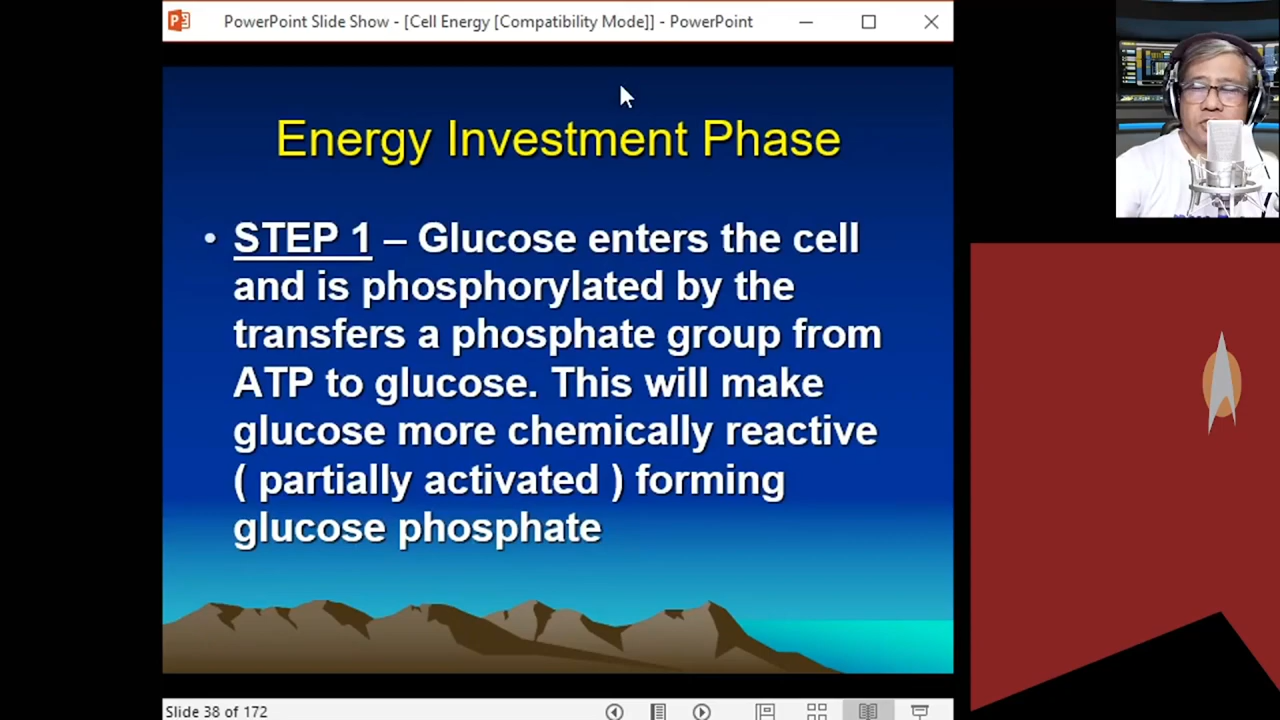 PowerPoint Slide Show - [Cell Energy [Compatibility Mode]] - PowerPoint
Energy Investment Phase
• STEP 1 – Glucose enters the cell
and is phosphorylated by the
transfers a phosphate group from
ATP to glucose. This will make
glucose more chemically reactive
( partially activated ) forming
glucose phosphate
Slide 38 of 172